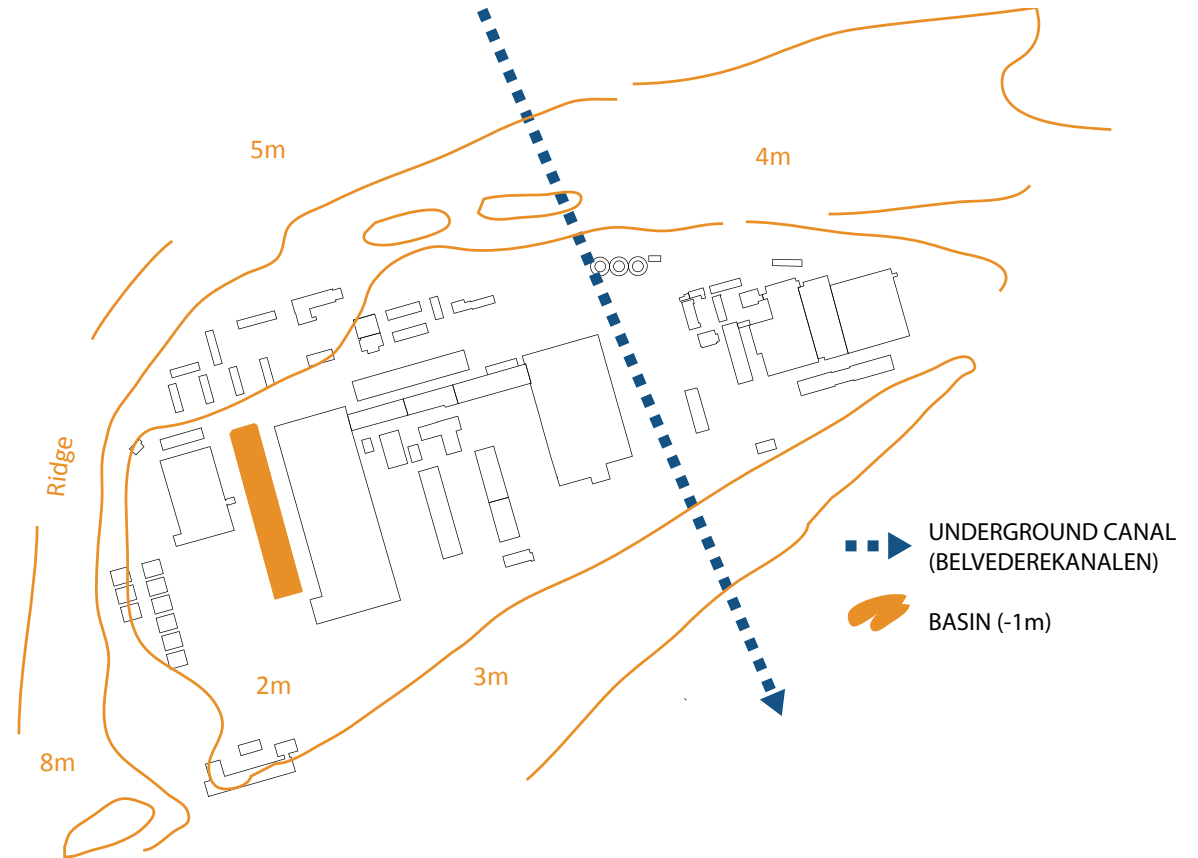 5m
4m
Ridge
UNDERGROUND CANAL
(BELVEDEREKANALEN)
BASIN (-1m)
3m
2m
8m